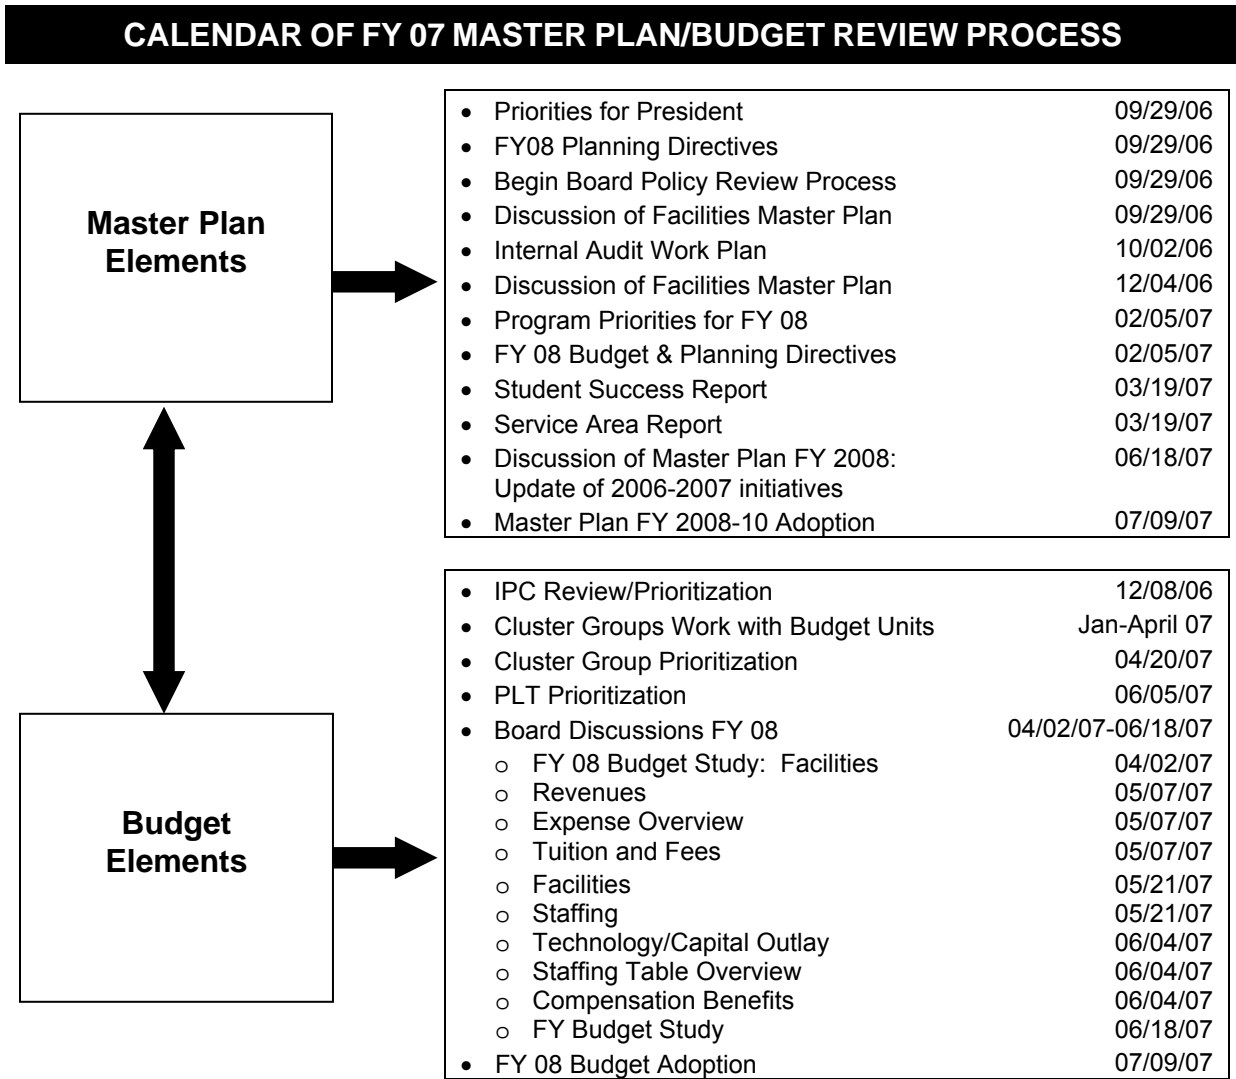 CALENDAR OF FY 07 MASTER PLAN/BUDGET REVIEW PROCESS
Master Plan
Elements
• Priorities for President 09/29/06
• FY08 Planning Directives 09/29/06
• Begin Board Policy Review Process 09/29/06
• Discussion of Facilities Master Plan 09/29/06
• Internal Audit Work Plan 10/02/06
• Discussion of Facilities Master Plan 12/04/06
• Program Priorities for FY 08 02/05/07
• FY 08 Budget & Planning Directives 02/05/07
• Student Success Report 03/19/07
• Service Area Report 03/19/07
• Discussion of Master Plan FY 2008: 06/18/07
Update of 2006-2007 initiatives
• Master Plan FY 2008-10 Adoption 07/09/07
Budget
Elements
• IPC Review/Prioritization 12/08/06
• Cluster Groups Work with Budget Units Jan-April 07
• Cluster Group Prioritization 04/20/07
• PLT Prioritization 06/05/07
• Board Discussions FY 08 04/02/07-06/18/07
o FY 08 Budget Study: Facilities 04/02/07
o Revenues 05/07/07
o Expense Overview 05/07/07
o Tuition and Fees 05/07/07
o Facilities 05/21/07
o Staffing 05/21/07
o Technology/Capital Outlay 06/04/07
o Staffing Table Overview 06/04/07
o Compensation Benefits 06/04/07
o FY Budget Study 06/18/07
• FY 08 Budget Adoption 07/09/07